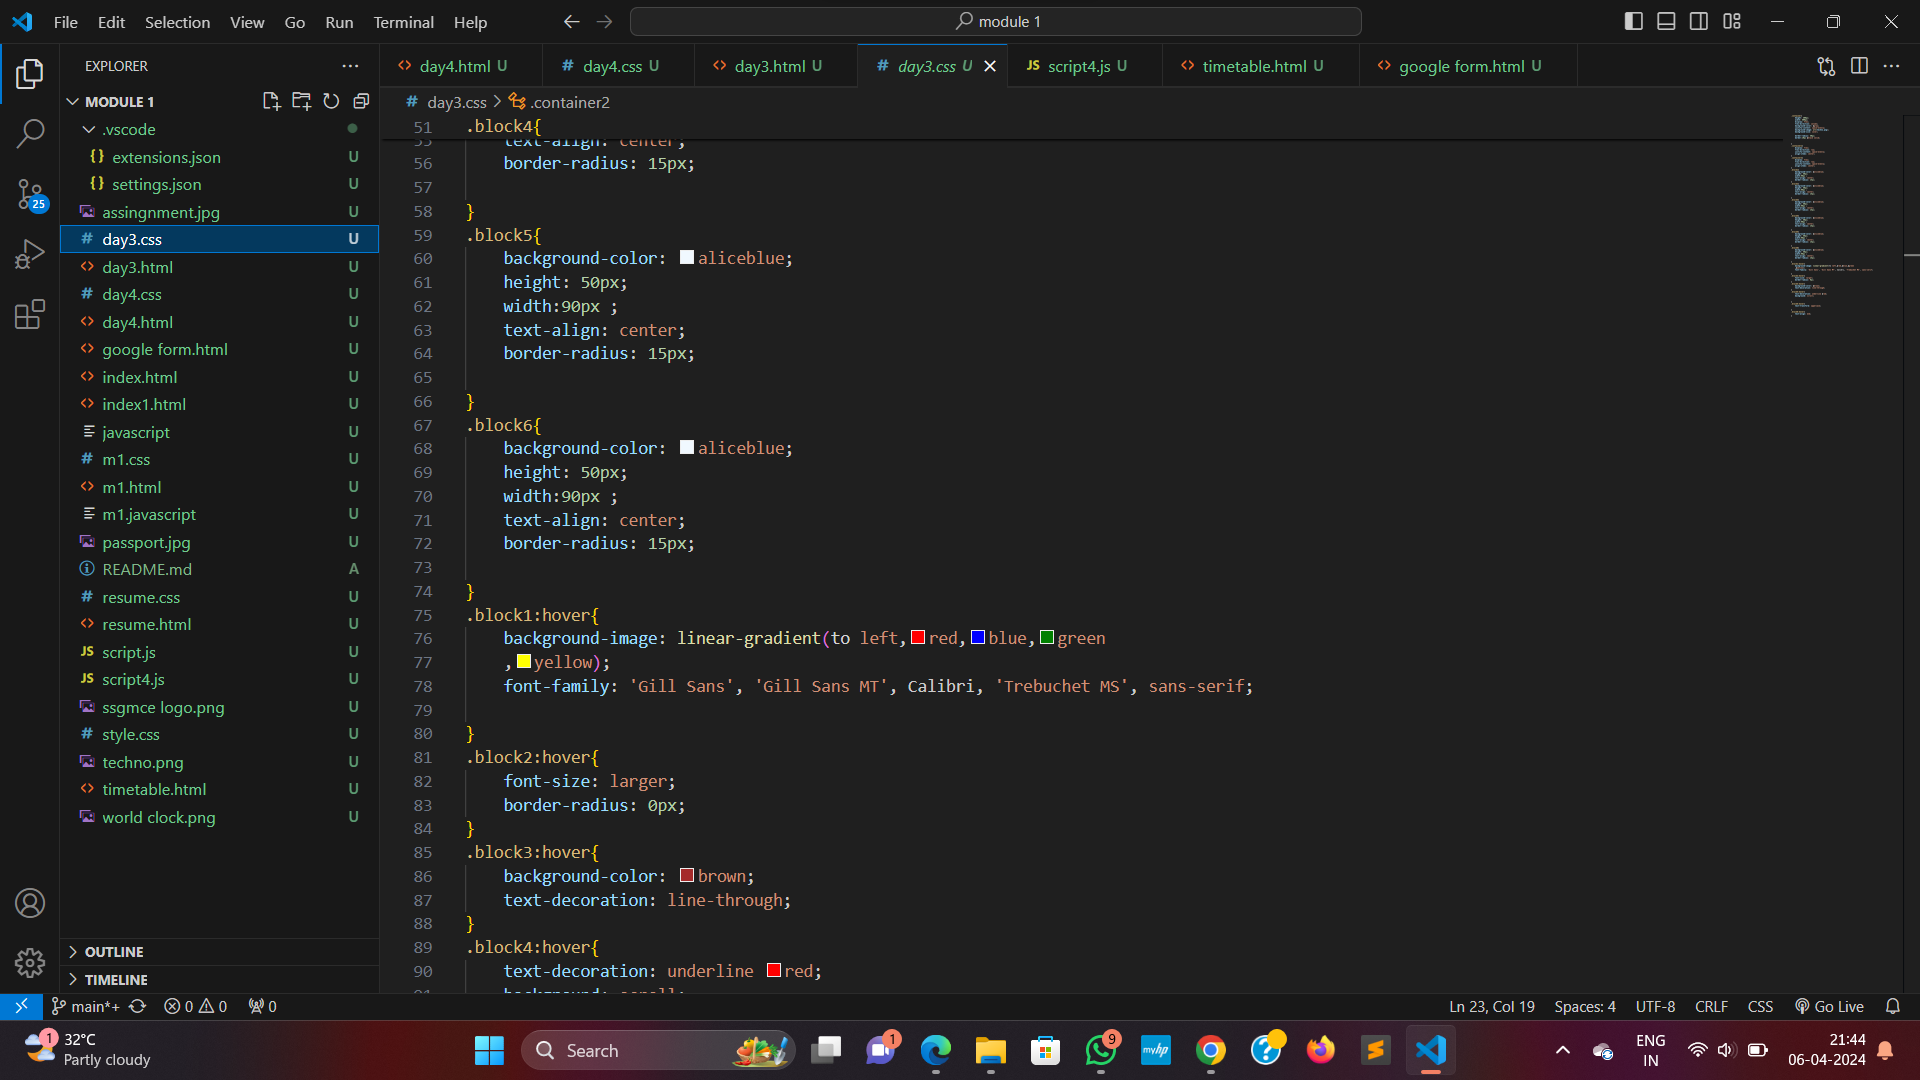 File Edit Selection View Go Run Terminal Help
module 1
EXPLORER
MODULE 1
.vscode
extensions.json U
settings.json U
assingnment.jpg U
day3.css U
day3.html U
day4.css U
day4.html U
google form.html U
index.html U
index1.html U
javascript U
m1.css U
m1.html U
m1.javascript U
passport.jpg U
README.md A
resume.css U
resume.html U
JS script.js U
JS script4.js U
ssgmce logo.png U
# style.css U
techno.png U
timetable.html U
world clock.png U
OUTLINE
TIMELINE
25
day4.html U # day4.css U day3.html U # day3.css U JS script4.js U timetable.html U google form.html U
# day3.css > .container2
51 .block4{
56 border-radius: 15px;
57
58 }
59 .block5{
60 background-color: aliceblue;
61 height: 50px;
62 width:90px ;
63 text-align: center;
64 border-radius: 15px;
65
66 }
67 .block6{
68 background-color: aliceblue;
69 height: 50px;
70 width:90px ;
71 text-align: center;
72 border-radius: 15px;
73
74 }
75 .block1:hover{
76 background-image: linear-gradient(to left,red,blue,green
77 ,yellow);
78 font-family: 'Gill Sans', 'Gill Sans MT', Calibri, 'Trebuchet MS', sans-serif;
79
80 }
81 .block2:hover{
82 font-size: larger;
83 border-radius: 0px;
84 }
85 .block3:hover{
86 background-color: brown;
87 text-decoration: line-through;
88 }
89 .block4:hover{
90 text-decoration: underline red;
main*+ 0 0 0
Ln 23, Col 19 Spaces: 4 UTF-8 CRLF CSS Go Live
1 32°C
Partly cloudy
Search
1
9
myhp
ENG
IN
21:44
06-04-2024